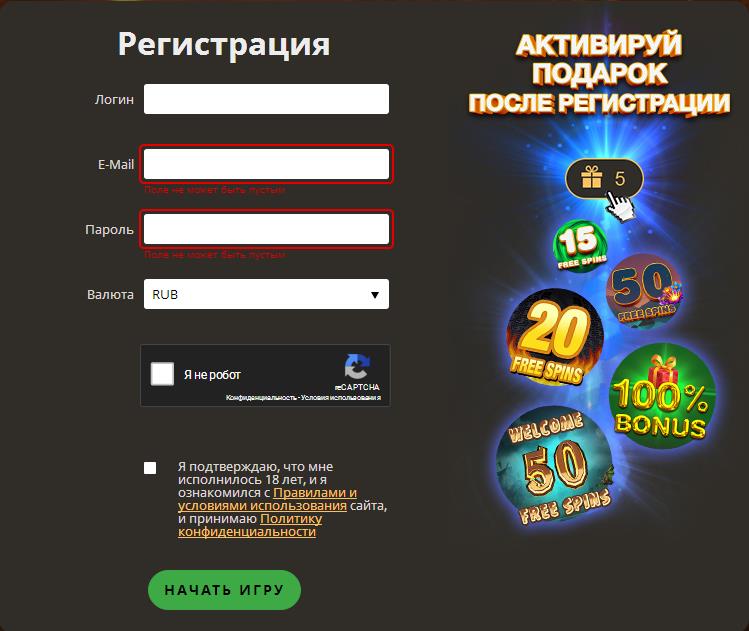 Регистрация
Логин
E-Mail
Поле не может быть пустым
Пароль
Поле не может быть пустым
Валюта
RUB
Я не робот
reCAPTCHA
Конфиденциальность - Условия использования
Я подтверждаю, что мне
исполнилось 18 лет, и я
ознакомился с Правилами и
условиями использования сайта,
и принимаю Политику
конфиденциальности
НАЧАТЬ ИГРУ
АКТИВИРУЙ
ПОДАРОК
ПОСЛЕ РЕГИСТРАЦИИ
5
15
FREE SPINS
50
FREE SPINS
20
FREE SPINS
100%
BONUS
WELCOME
50
FREE SPINS